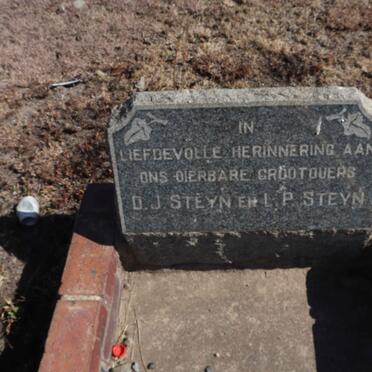 IN
LIEFDEVOLLE HERINNERING AAN
ONS DIERBARE GROOTOUERS
D.J STEYN EN L.P. STEYN